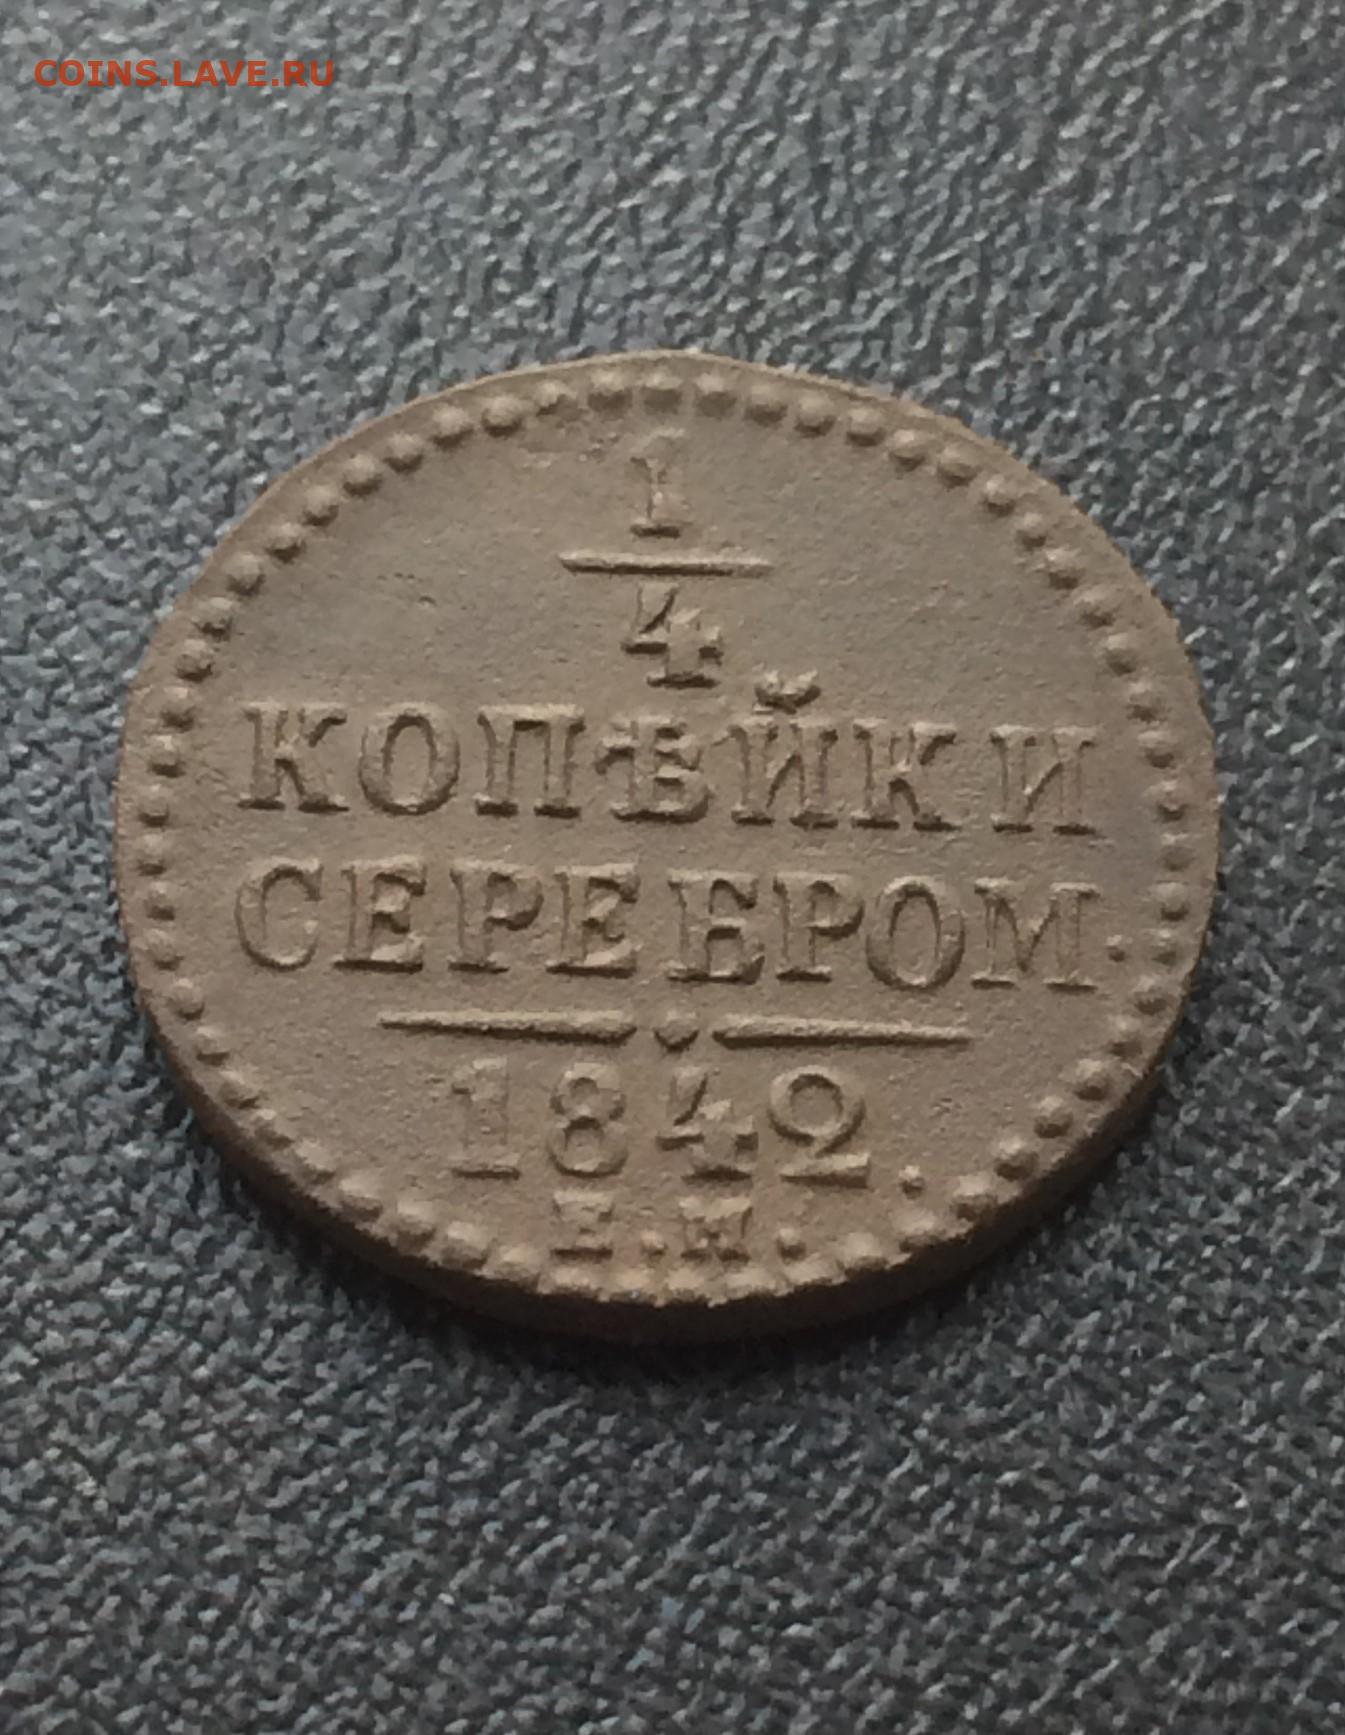 COINS.LAVE.RU
1
4
КОПѢЙКИ
СЕРЕБРОМ.
1842.
Е.М.